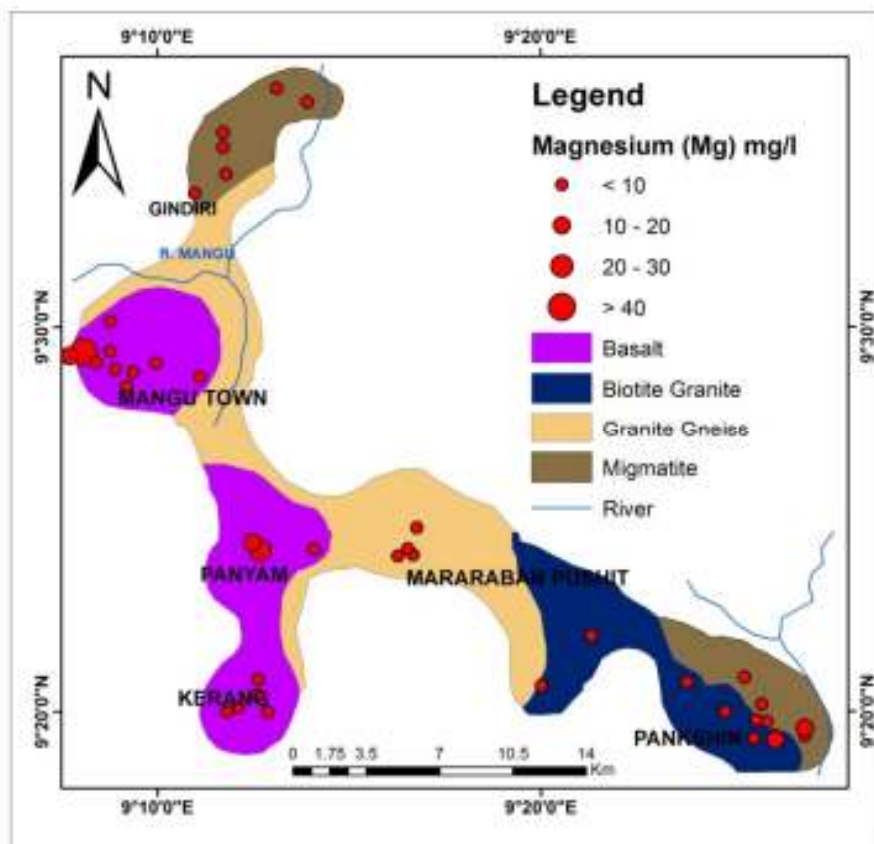 9°10'0"E 9°20'0"E
N
Legend
Magnesium (Mg) mg/l
< 10
10 - 20
20 - 30
> 40
Basalt
Biotite Granite
Granite Gneiss
Migmatite
River
GINDIRI
R. MANGU
9°30'0"N 9°30'0"N
MANGU TOWN
PANYAM
MARARABAN PUSHIT
KERANG
9°20'0"N 9°20'0"N
PANKSHIN
0 1.75 3.5 7 10.5 14
Km
9°10'0"E 9°20'0"E